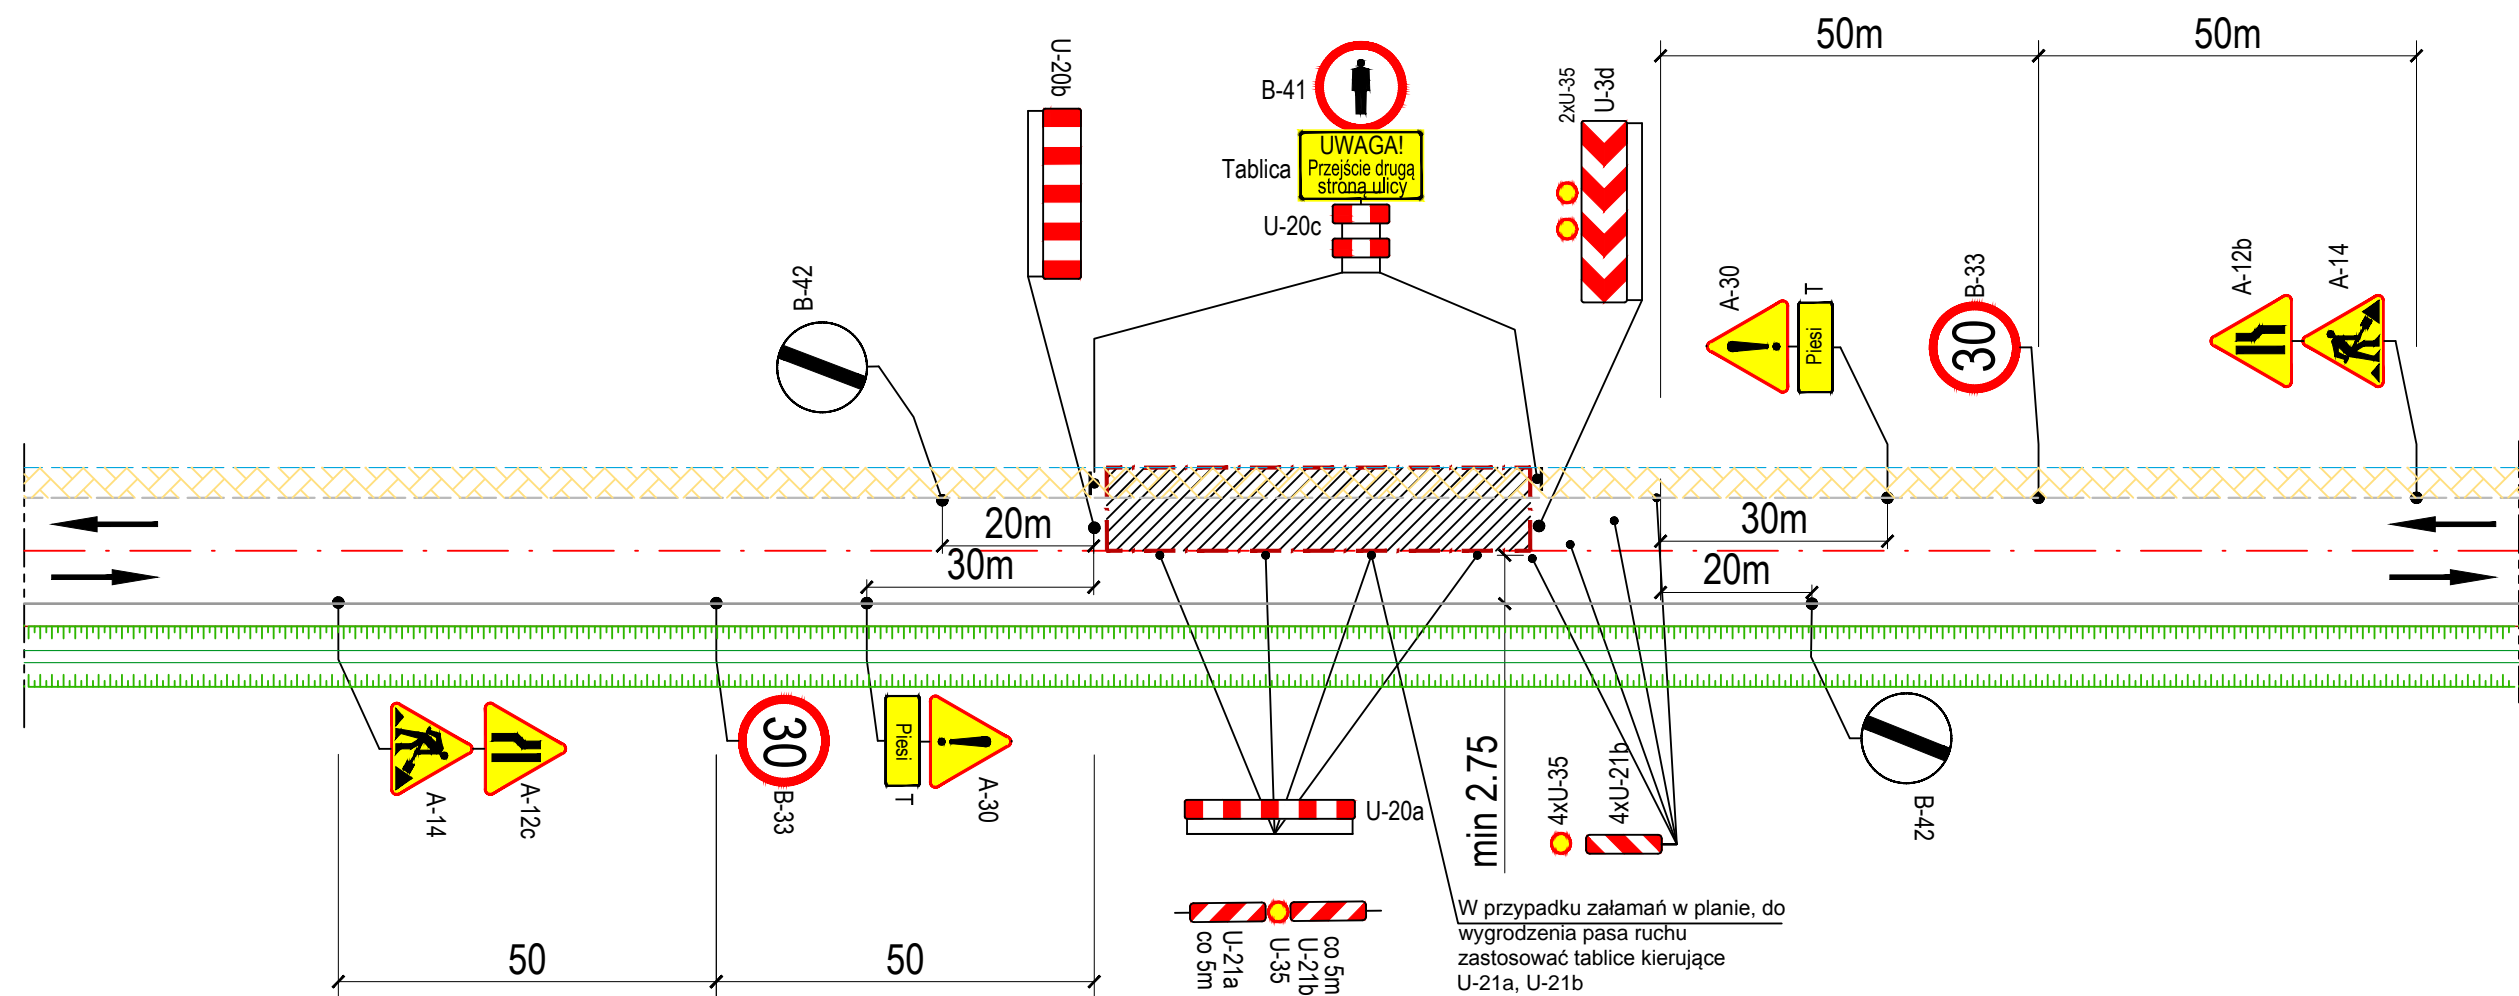 50m
50m
U-20b
B-41
2xU-35
U-3d
UWAGA!
Przejście drugą
stroną ulicy
Tablica
U-20c
B-42
A-30
T
Piesi
B-33
30
A-12b
A-14
20m
30m
30m
20m
A-14
A-12c
30
B-33
Piesi
T
A-30
U-20a
min 2.75
4xU-35
4xU-21b
B-42
50
50
U-21a
co 5m
U-35
co 5m
U-21b
W przypadku załamań w planie, do
wygrodzenia pasa ruchu
zastosować tablice kierujące
U-21a, U-21b